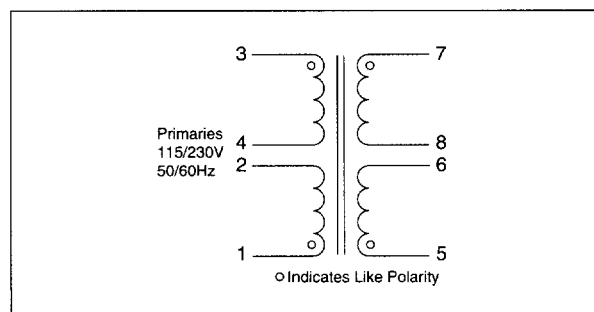 3 7
Primaries
115/230V
50/60Hz
4 8
2 6
1 5
Indicates Like Polarity